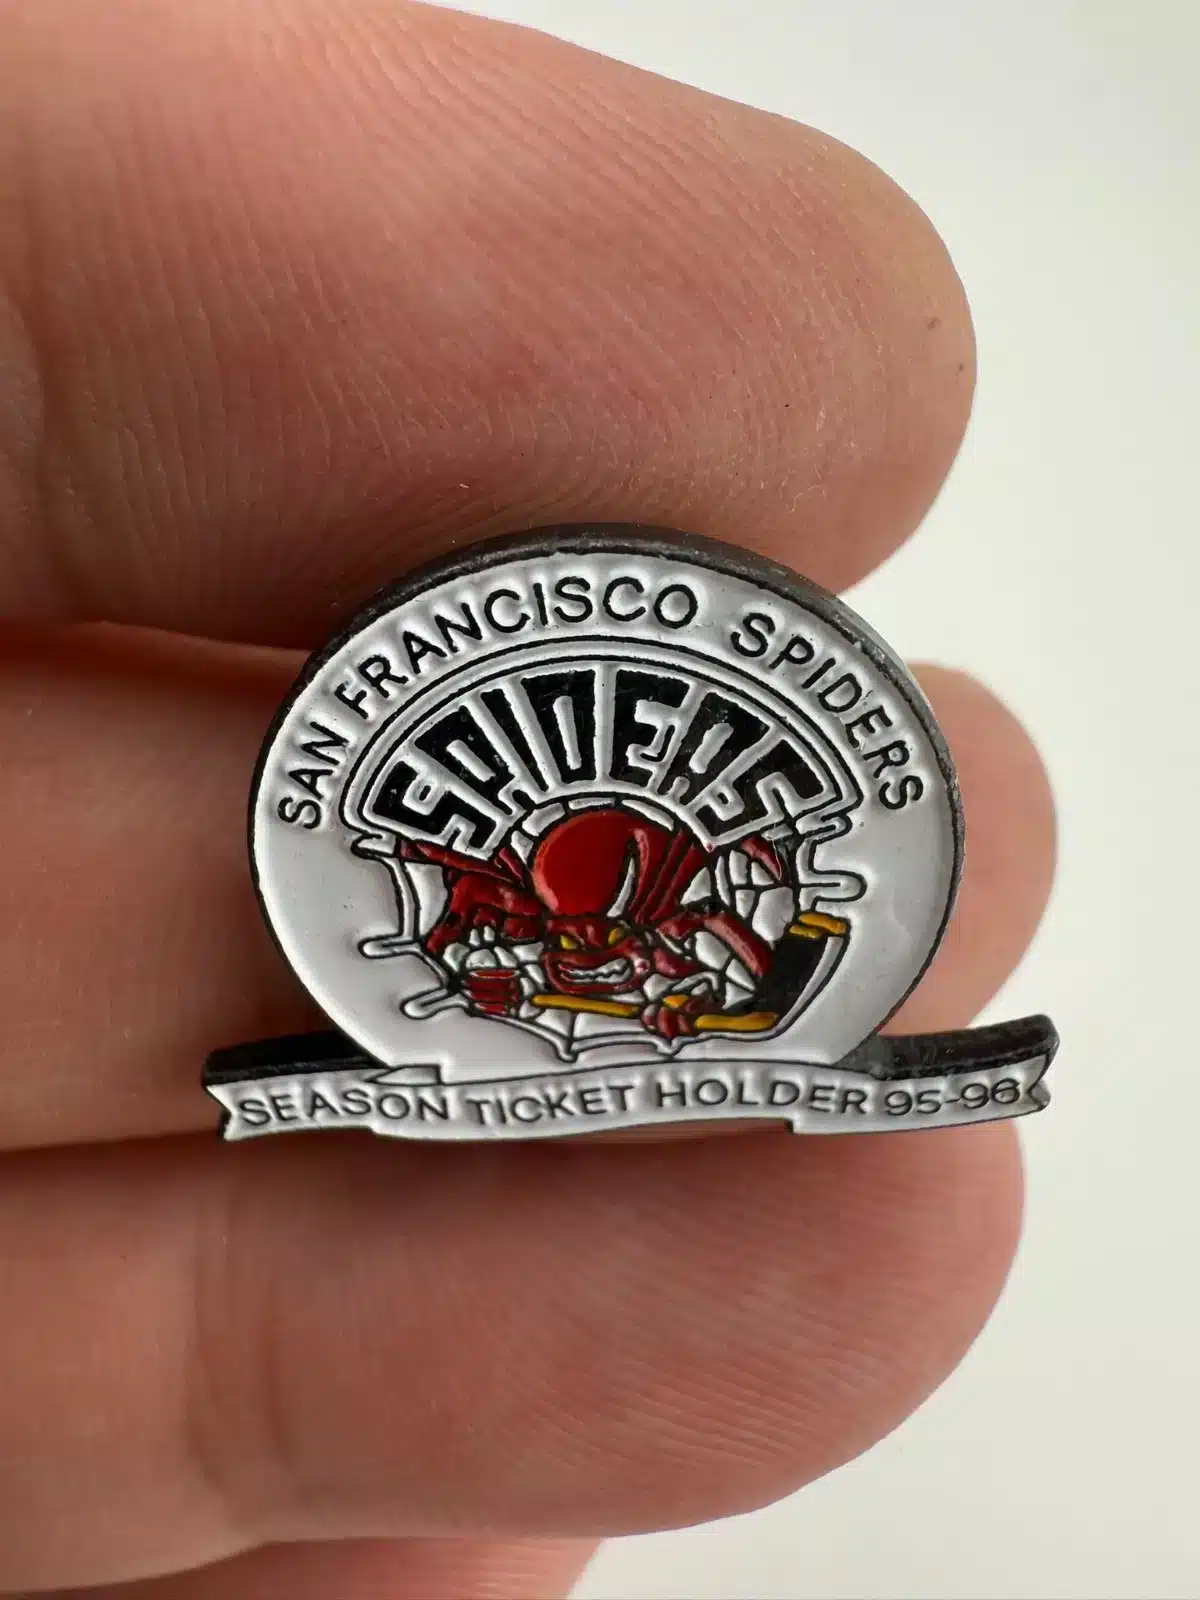 SAN FRANCISCO SPIDERS
SPIDERS
SEASON TICKET HOLDER 95-96